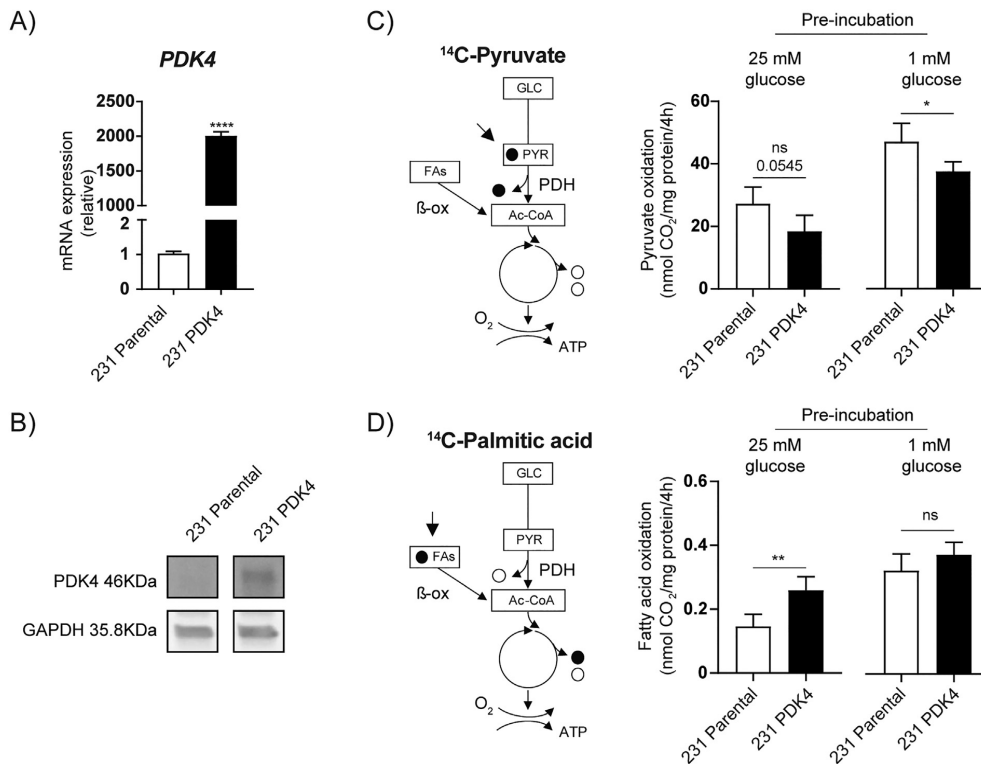 A)
PDK4
mRNA expression
(relative)
2500
2000
1500
1000
2
1
0
****
231 Parental
231 PDK4
B)
231 Parental
231 PDK4
PDK4 46KDa
GAPDH 35.8KDa
C)
¹⁴C-Pyruvate
GLC
PYR
FAs
PDH
ß-ox
Ac-CoA
O₂
ATP
Pre-incubation
25 mM
glucose
1 mM
glucose
Pyruvate oxidation
(nmol CO₂/mg protein/4h)
60
40
20
0
ns
0.0545
*
231 Parental
231 PDK4
231 Parental
231 PDK4
D)
¹⁴C-Palmitic acid
GLC
PYR
FAs
PDH
ß-ox
Ac-CoA
O₂
ATP
Pre-incubation
25 mM
glucose
1 mM
glucose
Fatty acid oxidation
(nmol CO₂/mg protein/4h)
0.6
0.4
0.2
0
**
ns
231 Parental
231 PDK4
231 Parental
231 PDK4